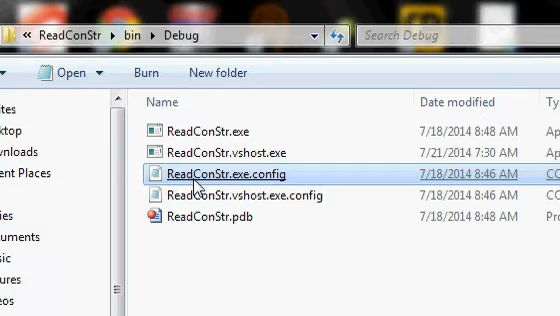 « ReadConStr bin Debug Search Debug
Open Burn New folder
Name Date modified
ReadConStr.exe 7/18/2014 8:48 AM
ReadConStr.vshost.exe 7/21/2014 7:30 AM
ent Places ReadConStr.exe.config 7/18/2014 8:46 AM
ReadConStr.vshost.exe.config 7/18/2014 8:46 AM
ReadConStr.pdb 7/18/2014 8:48 AM